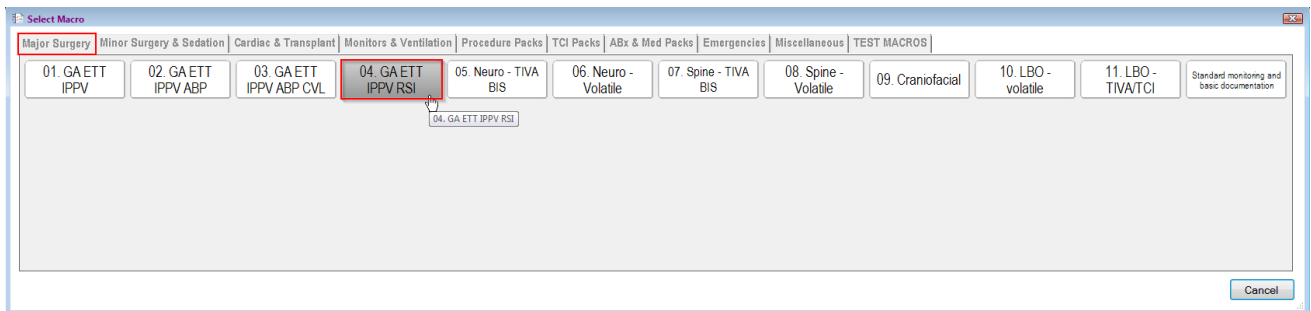 Select Macro
Major Surgery Minor Surgery & Sedation Cardiac & Transplant Monitors & Ventilation Procedure Packs TCI Packs ABx & Med Packs Emergencies Miscellaneous TEST MACROS
01. GA ETT
IPPV
02. GA ETT
IPPV ABP
03. GA ETT
IPPV ABP CVL
04. GA ETT
IPPV RSI
05. Neuro - TIVA
BIS
06. Neuro -
Volatile
07. Spine - TIVA
BIS
08. Spine -
Volatile
09. Craniofacial
10. LBO -
volatile
11. LBO -
TIVA/TCI
Standard monitoring and
basic documentation
04. GA ETT IPPV RSI
Cancel